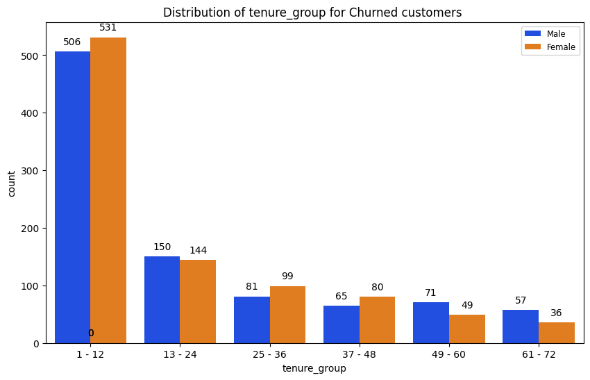 Distribution of tenure_group for Churned customers
Male
Female
count
500
400
300
200
100
0
506
531
0
150
144
81
99
65
80
71
49
57
36
1 - 12
13 - 24
25 - 36
37 - 48
49 - 60
61 - 72
tenure_group